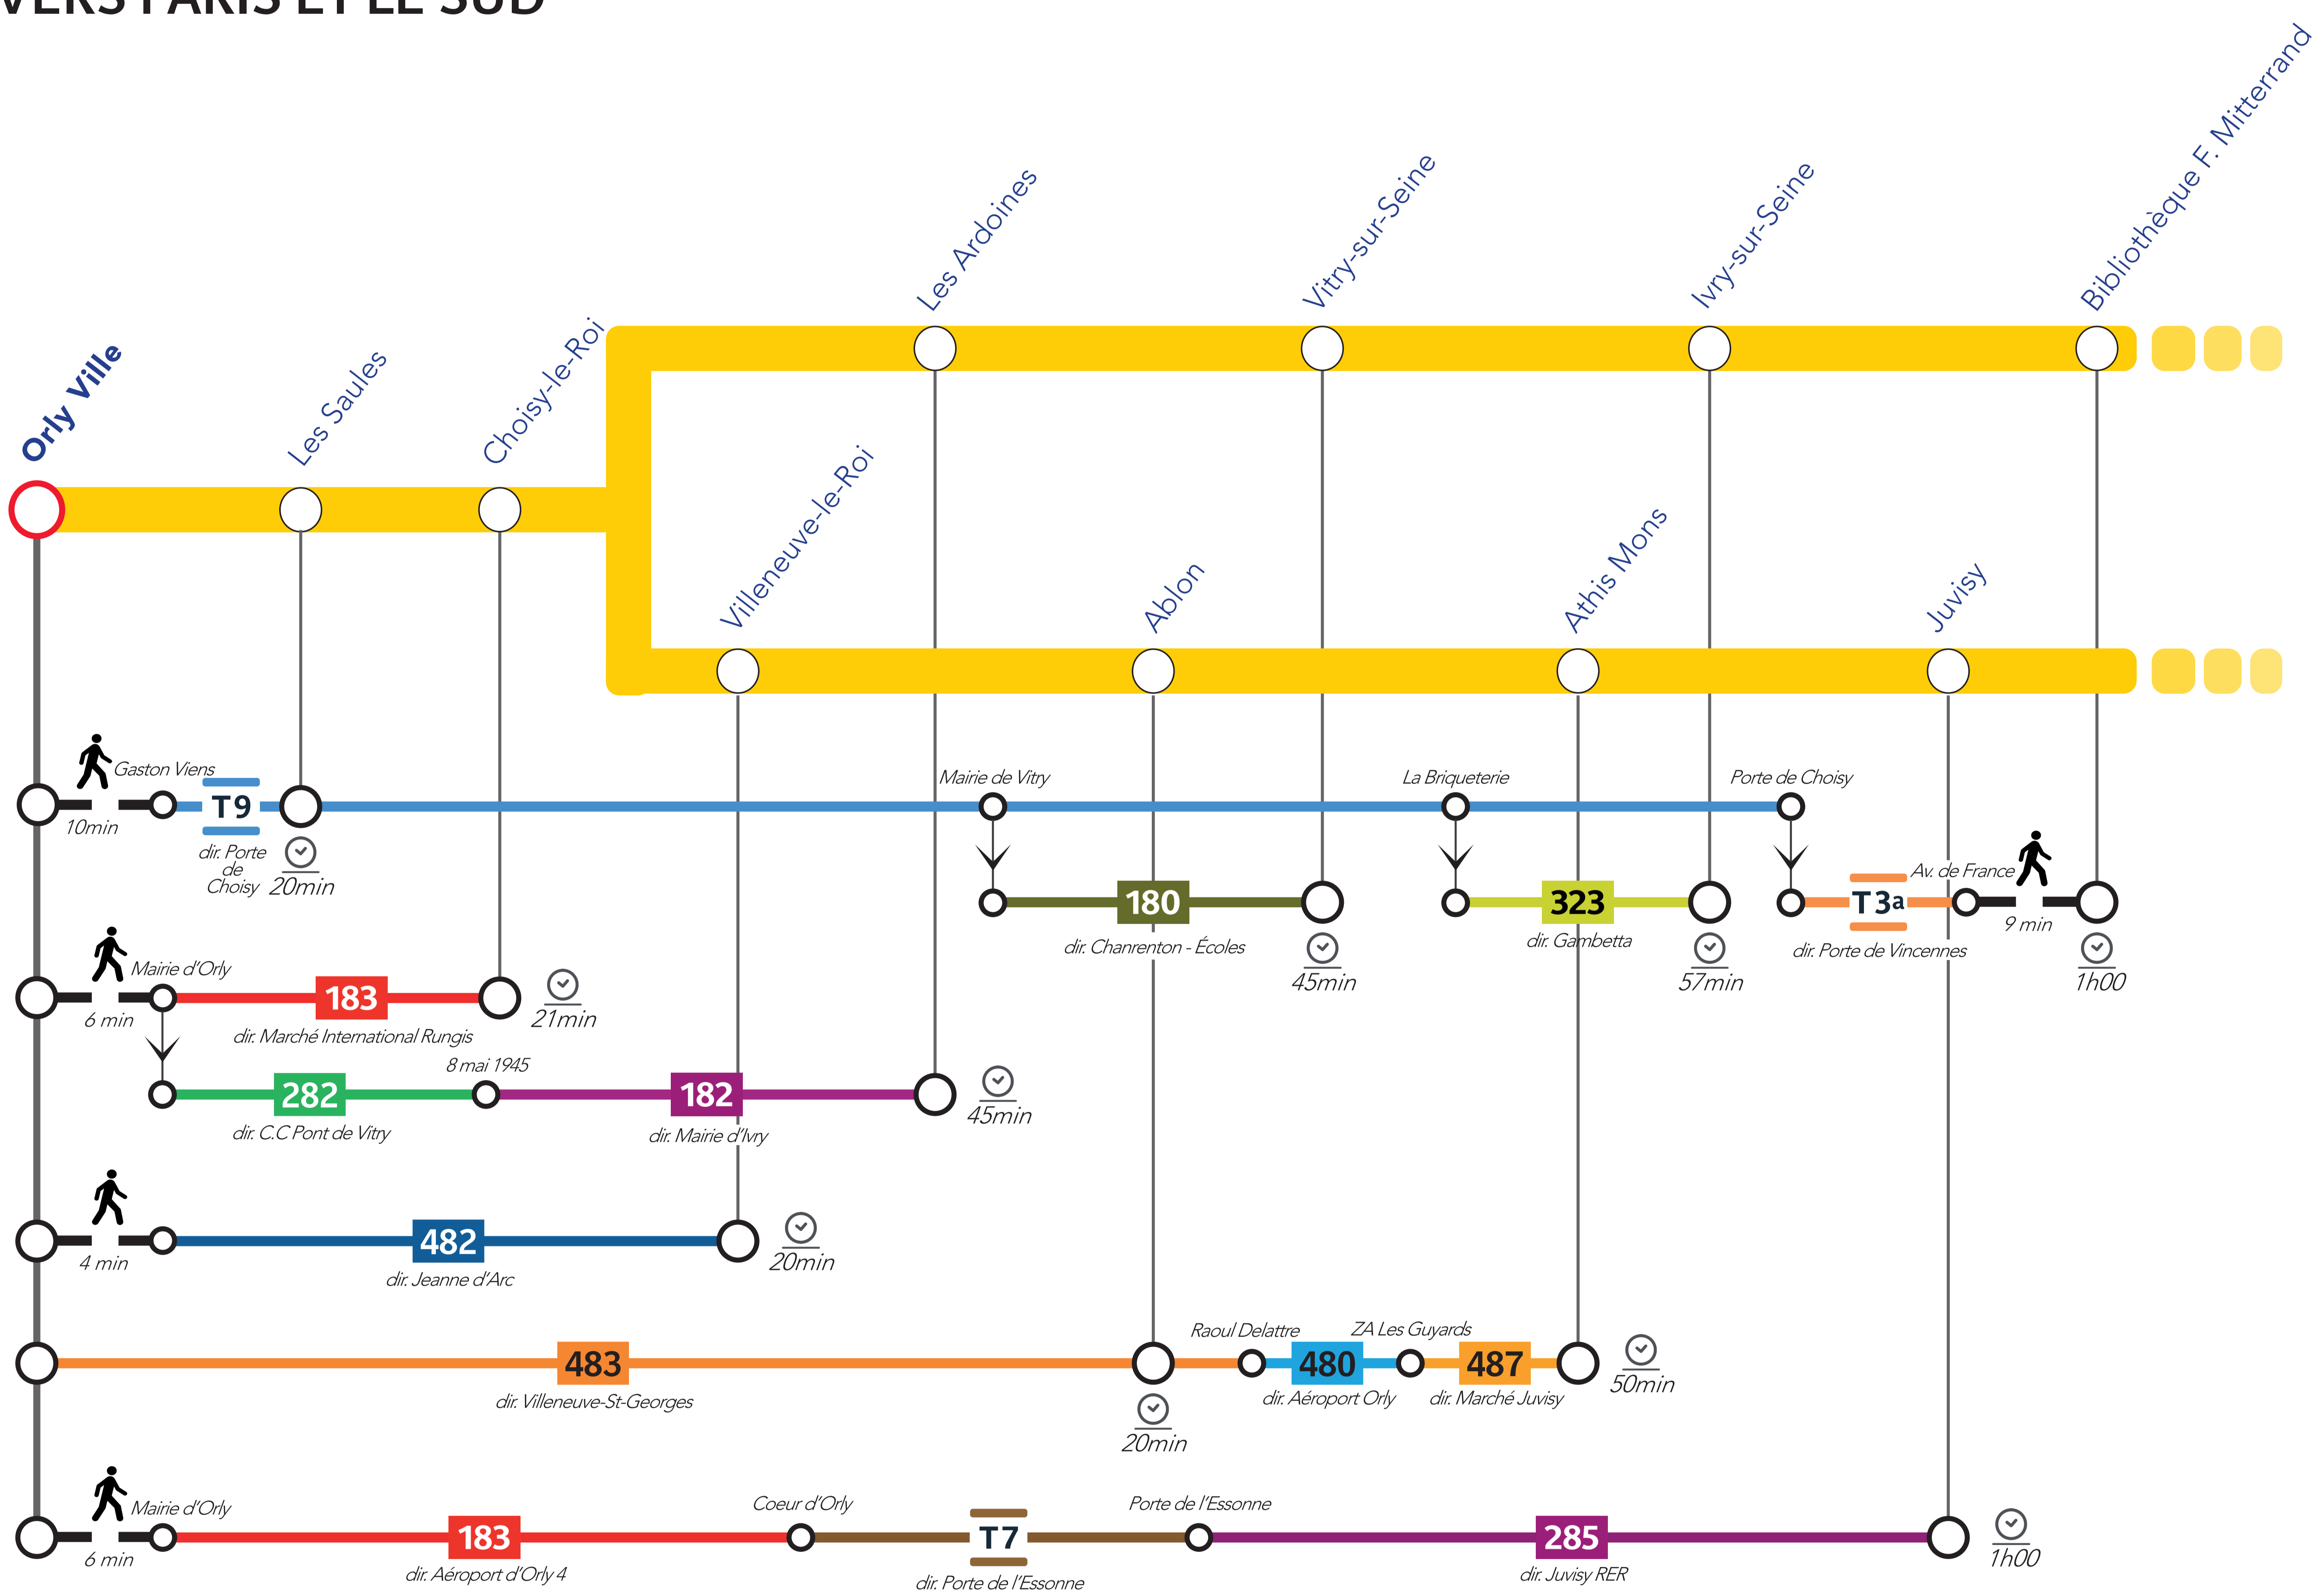 VERS PARIS ET LE SUD
Orly Ville
Les Saules
Choisy-le-Roi
Les Ardoines
Vitry-sur-Seine
Ivry-sur-Seine
Bibliothèque F. Mitterrand
Villeneuve-le-Roi
Ablon
Athis Mons
Juvisy
Gaston Viens
10min
T9
dir. Porte
de
Choisy
20min
Mairie de Vitry
La Briqueterie
Porte de Choisy
180
dir. Chanrenton - Écoles
45min
323
dir. Gambetta
57min
T3a
dir. Porte de Vincennes
Av. de France
9 min
1h00
Mairie d'Orly
6 min
183
dir. Marché International Rungis
21min
282
dir. C.C Pont de Vitry
8 mai 1945
182
dir. Mairie d'Ivry
45min
4 min
482
dir. Jeanne d'Arc
20min
483
dir. Villeneuve-St-Georges
20min
Raoul Delattre
480
dir. Aéroport Orly
ZA Les Guyards
487
dir. Marché Juvisy
50min
Mairie d'Orly
6 min
183
dir. Aéroport d'Orly 4
Coeur d'Orly
T7
dir. Porte de l'Essonne
Porte de l'Essonne
285
dir. Juvisy RER
1h00